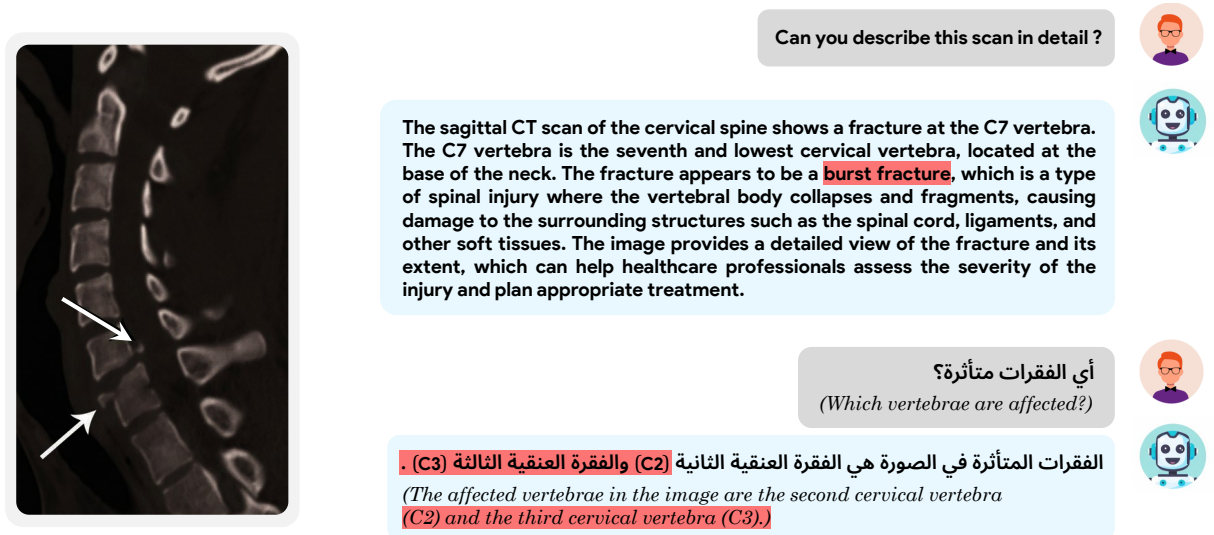 Can you describe this scan in detail ?
The sagittal CT scan of the cervical spine shows a fracture at the C7 vertebra.
The C7 vertebra is the seventh and lowest cervical vertebra, located at the
base of the neck. The fracture appears to be a burst fracture, which is a type
of spinal injury where the vertebral body collapses and fragments, causing
damage to the surrounding structures such as the spinal cord, ligaments, and
other soft tissues. The image provides a detailed view of the fracture and its
extent, which can help healthcare professionals assess the severity of the
injury and plan appropriate treatment.
أي الفقرات متأثرة؟
(Which vertebrae are affected?)
الفقرات المتأثرة في الصورة هي الفقرة العنقية الثانية (C2) والفقرة العنقية الثالثة (C3) .
(The affected vertebrae in the image are the second cervical vertebra
(C2) and the third cervical vertebra (C3).)